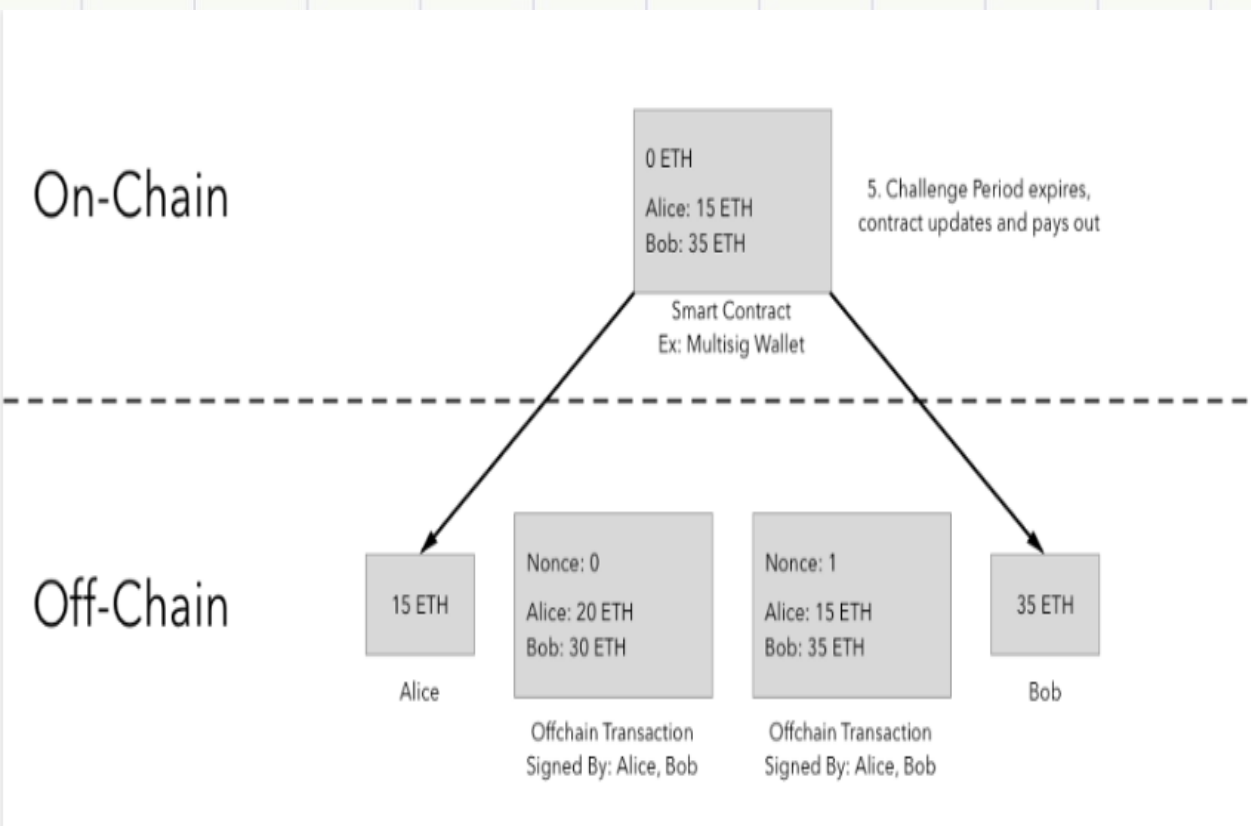 On-Chain
0 ETH
Alice: 15 ETH
Bob: 35 ETH
5. Challenge Period expires,
contract updates and pays out
Smart Contract
Ex: Multisig Wallet
Off-Chain
15 ETH
Alice
Nonce: 0
Alice: 20 ETH
Bob: 30 ETH
Offchain Transaction
Signed By: Alice, Bob
Nonce: 1
Alice: 15 ETH
Bob: 35 ETH
Offchain Transaction
Signed By: Alice, Bob
35 ETH
Bob